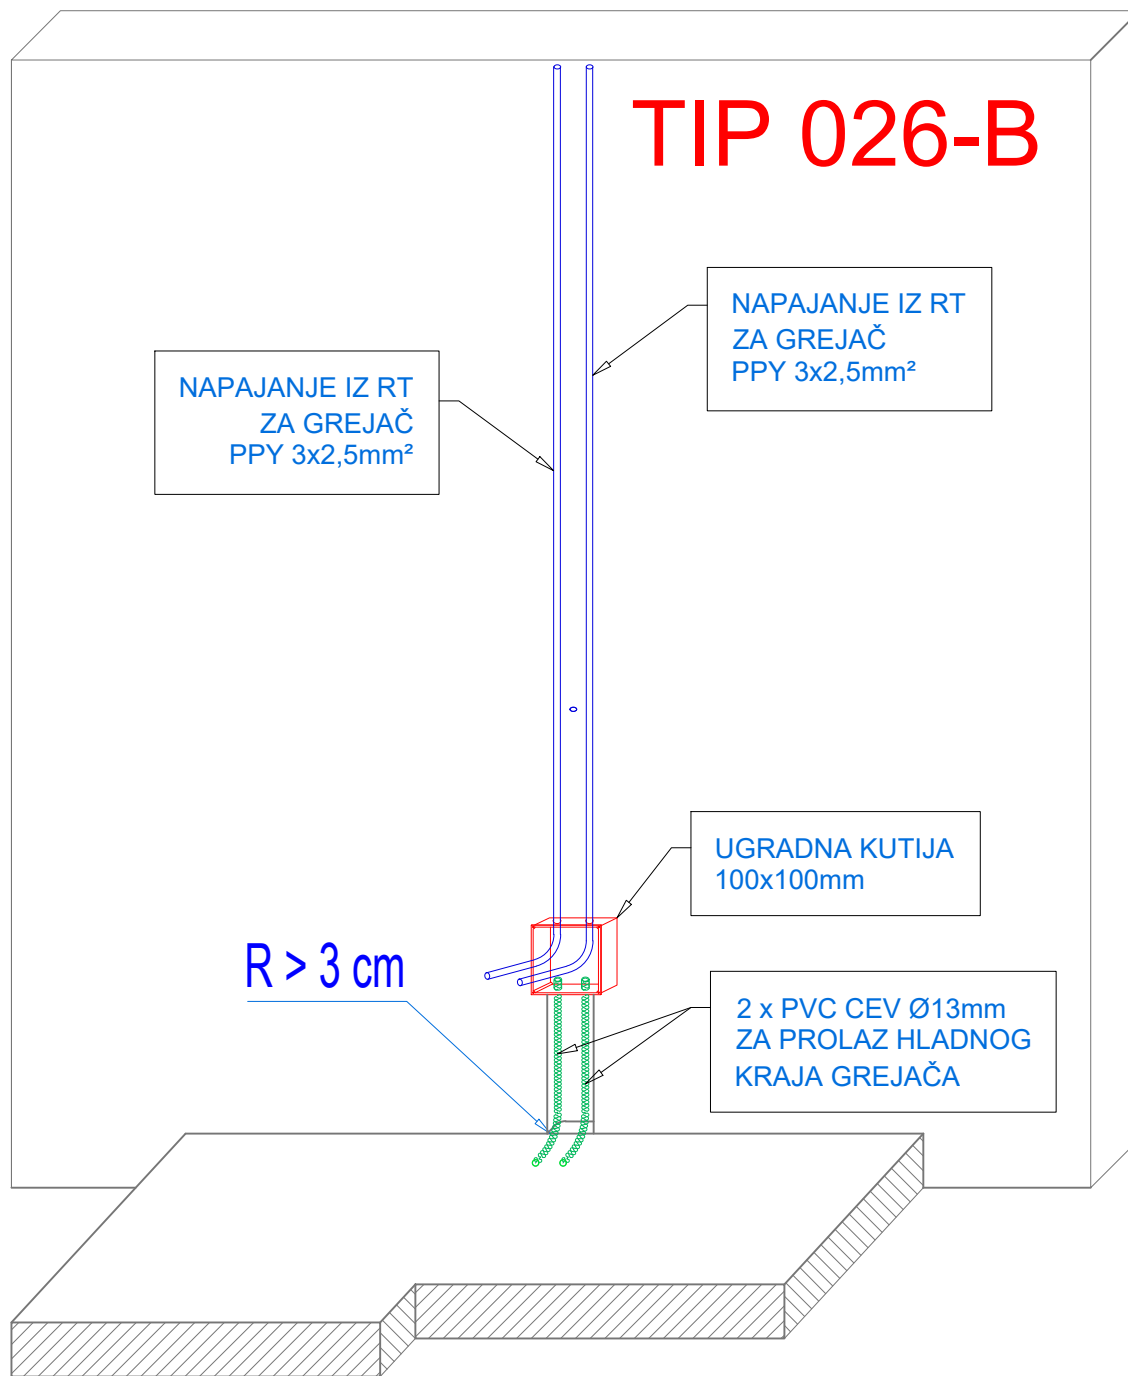 TIP 026-B
NAPAJANJE IZ RT
ZA GREJAČ
PPY 3x2,5mm²
NAPAJANJE IZ RT
ZA GREJAČ
PPY 3x2,5mm²
UGRADNA KUTIJA
100x100mm
R > 3 cm
2 x PVC CEV Ø13mm
ZA PROLAZ HLADNOG
KRAJA GREJAČA